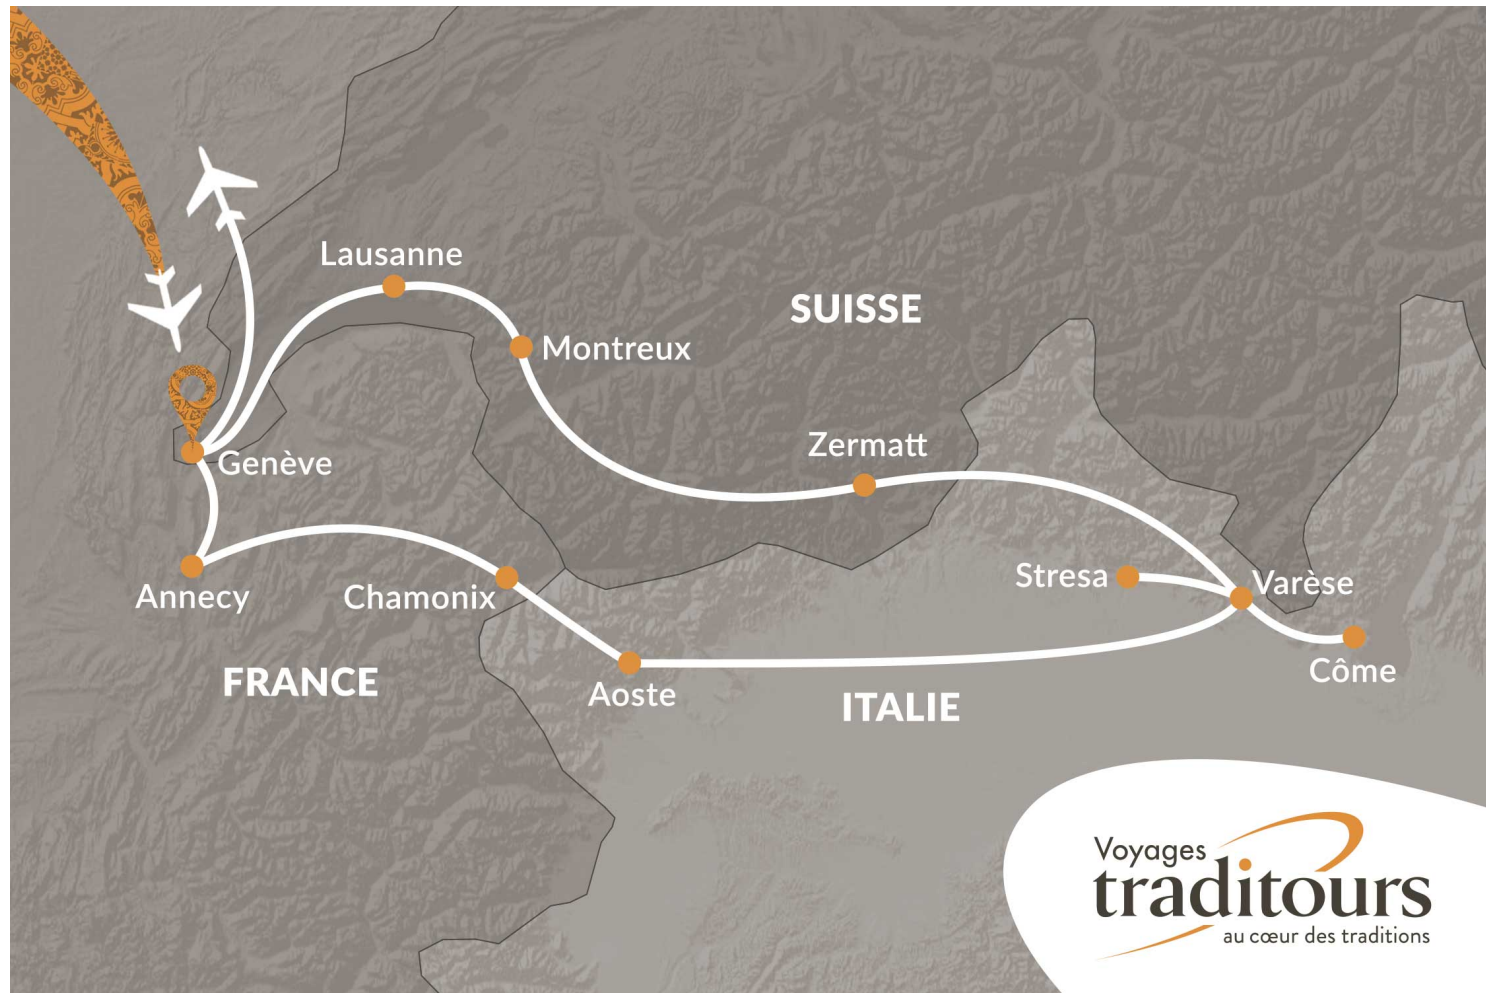 Lausanne
SUISSE
Montreux
Zermatt
Genève
Stresa
Varèse
Annecy
Chamonix
Côme
FRANCE
Aoste
ITALIE
Voyages
traditours
au cœur des traditions